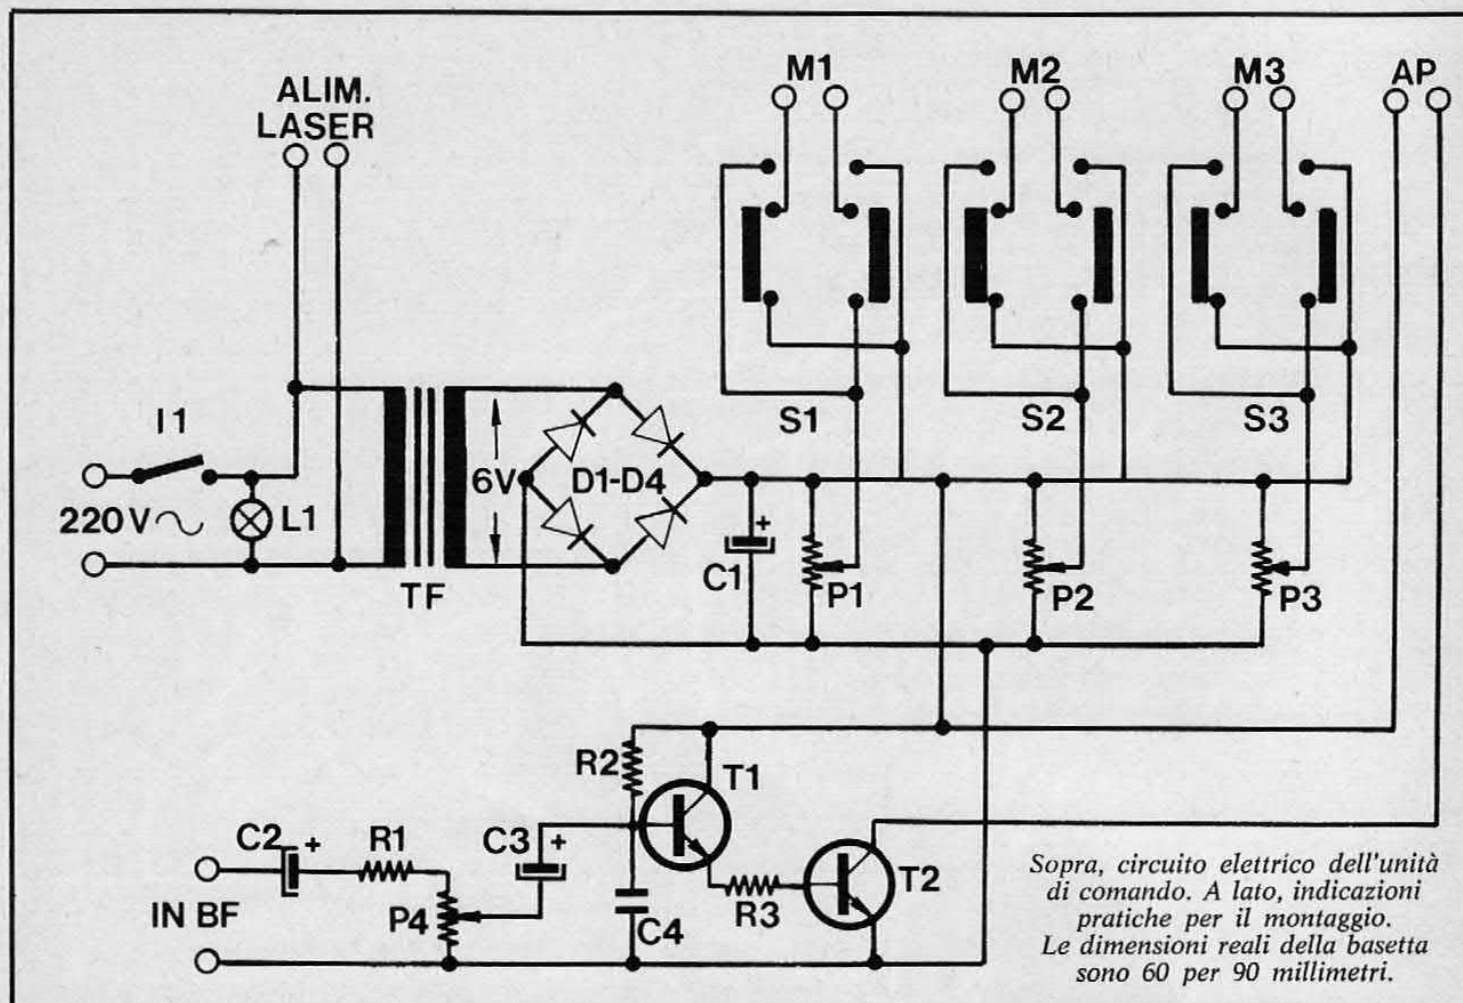 M1
M2
M3
AP
ALIM.
LASER
I1
S1
S2
S3
6V
D1-D4
220V
L1
+
C1
P1
P2
P3
TF
R2
T1
C2
+
R1
C3
+
T2
IN BF
P4
C4
R3
Sopra, circuito elettrico dell'unità
di comando. A lato, indicazioni
pratiche per il montaggio.
Le dimensioni reali della basetta
sono 60 per 90 millimetri.